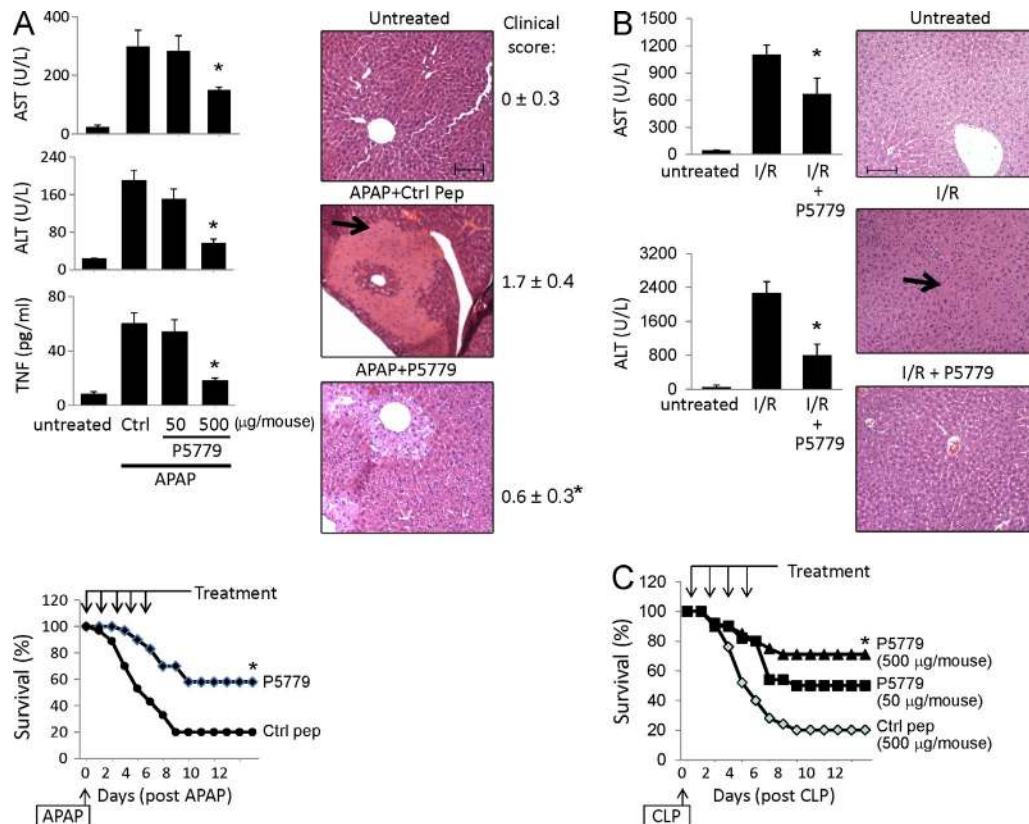 A
AST (U/L)
400
300
200
100
0
ALT (U/L)
240
160
80
0
*
TNF (pg/ml)
80
40
0
*
untreated Ctrl 50 500 (μg/mouse)
P5779
APAP
Untreated
Clinical
score:
0 ± 0.3
APAP+Ctrl Pep
1.7 ± 0.4
APAP+P5779
0.6 ± 0.3*
B
AST (U/L)
1500
1200
900
600
300
0
*
untreated I/R I/R
+
P5779
ALT (U/L)
3200
2400
1600
800
0
*
untreated I/R I/R
+
P5779
Untreated
I/R
I/R + P5779
Treatment
Survival (%)
120
100
80
60
40
20
0
*
P5779
Ctrl pep
0 2 4 6 8 10 12
Days (post APAP)
APAP
C
Treatment
Survival (%)
120
100
80
60
40
20
0
*
P5779
(500 μg/mouse)
P5779
(50 μg/mouse)
Ctrl pep
(500 μg/mouse)
0 2 4 6 8 10 12
Days (post CLP)
CLP